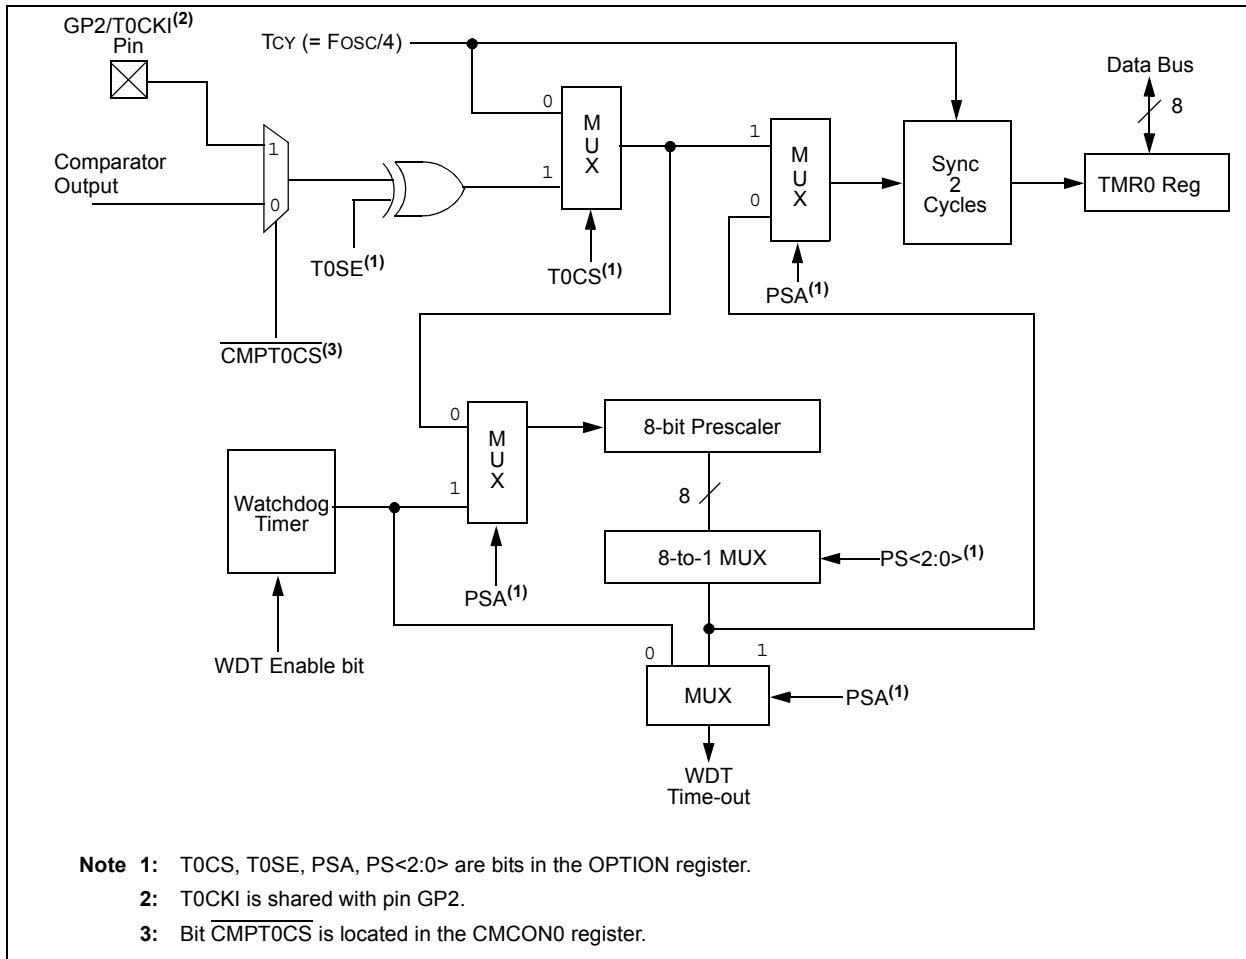 GP2/T0CKI(2)
Pin
TCY (= FOSC/4)
Data Bus
8
0
M
U
X
1
1
M
U
X
0
Sync
2
Cycles
TMR0 Reg
1
0
Comparator
Output
T0SE(1)
T0CS(1)
PSA(1)
CMPT0CS(3)
0
M
U
X
1
8-bit Prescaler
8
Watchdog
Timer
8-to-1 MUX
PS<2:0>(1)
PSA(1)
WDT Enable bit
0
1
MUX
PSA(1)
WDT
Time-out
Note 1: T0CS, T0SE, PSA, PS<2:0> are bits in the OPTION register.
2: T0CKI is shared with pin GP2.
3: Bit CMPT0CS is located in the CMCON0 register.